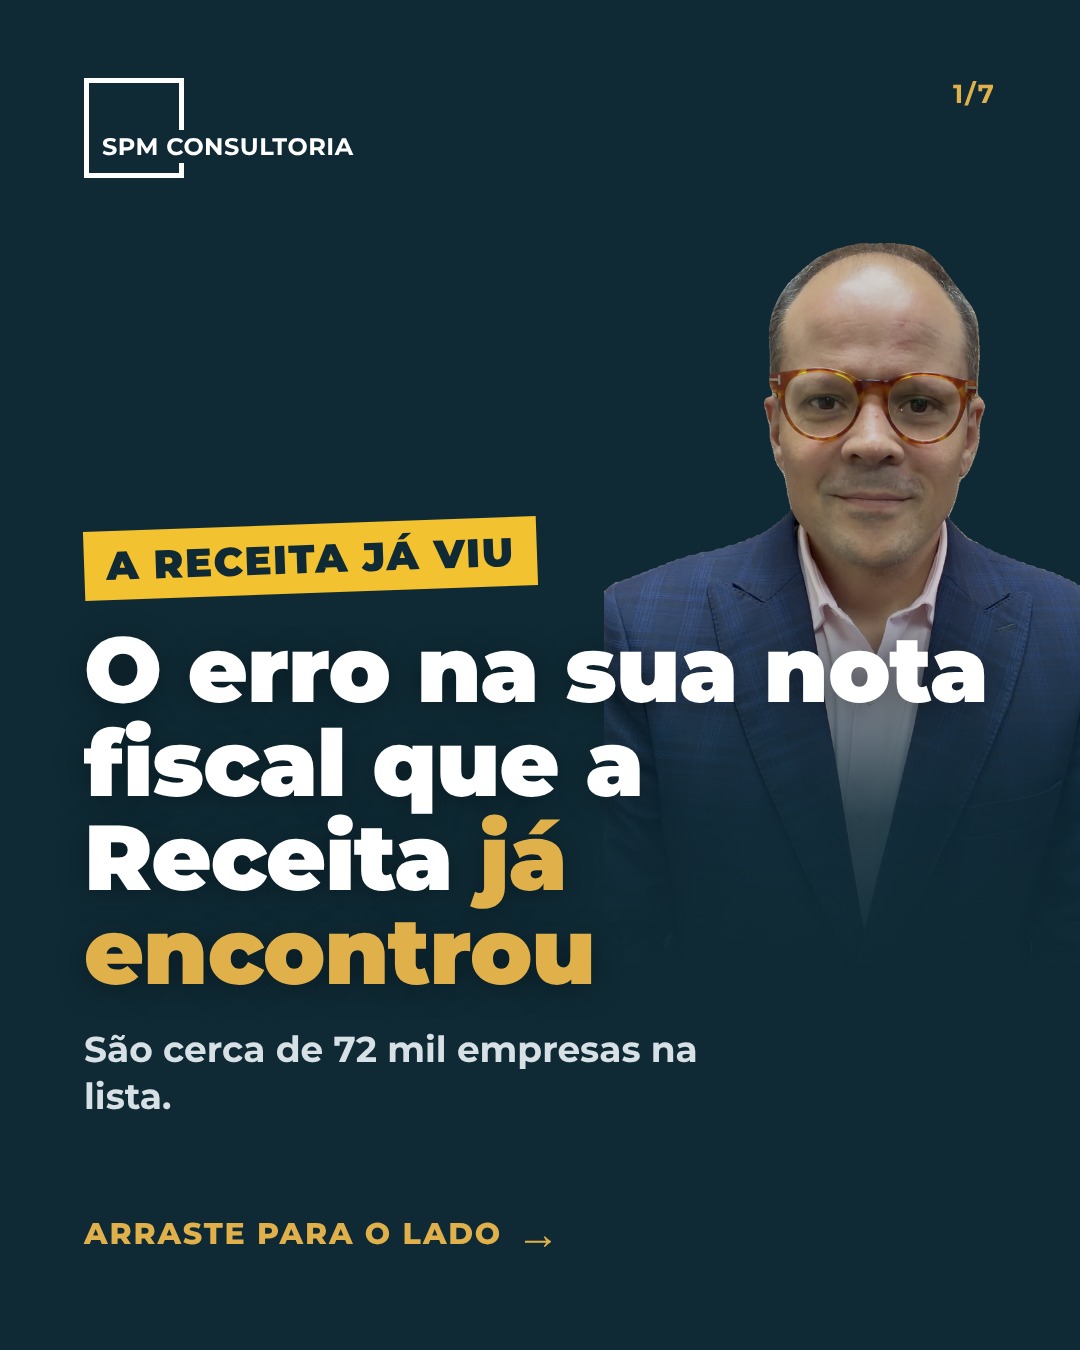 SPM CONSULTORIA
1/7
A RECEITA JÁ VIU
O erro na sua nota
fiscal que a
Receita já
encontrou
São cerca de 72 mil empresas na
lista.
ARRASTE PARA O LADO →